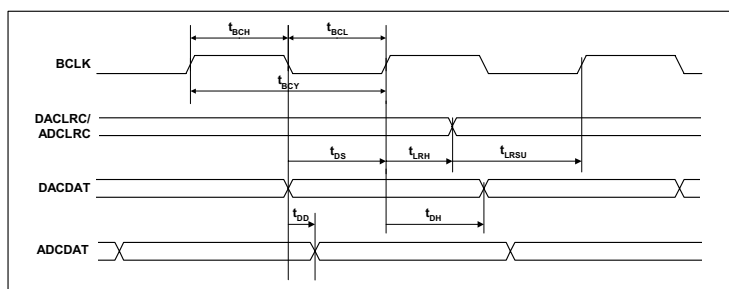 tBCH tBCL
BCLK
tBCY
DACLRC/
ADCLRC
tDS tLRH tLRSU
DACDAT
tDD tDH
ADCDAT